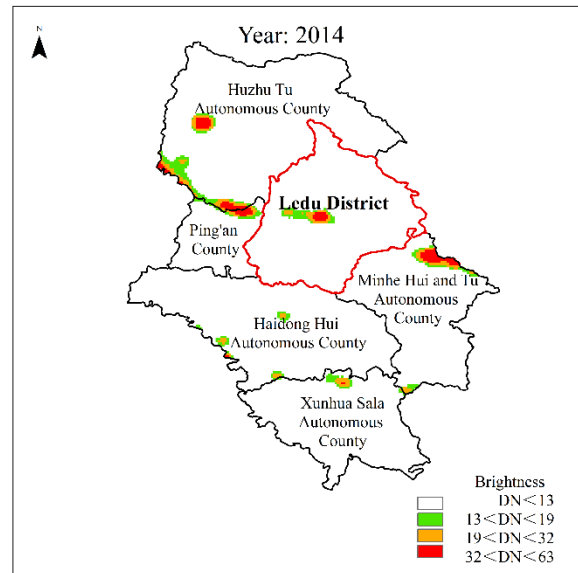 Year: 2014
N
Huzhu Tu
Autonomous County
Ledu District
Ping'an
County
Minhe Hui and Tu
Autonomous
County
Haidong Hui
Autonomous County
Xunhua Sala
Autonomous
County
Brightness
DN<13
13<DN<19
19<DN<32
32<DN<63